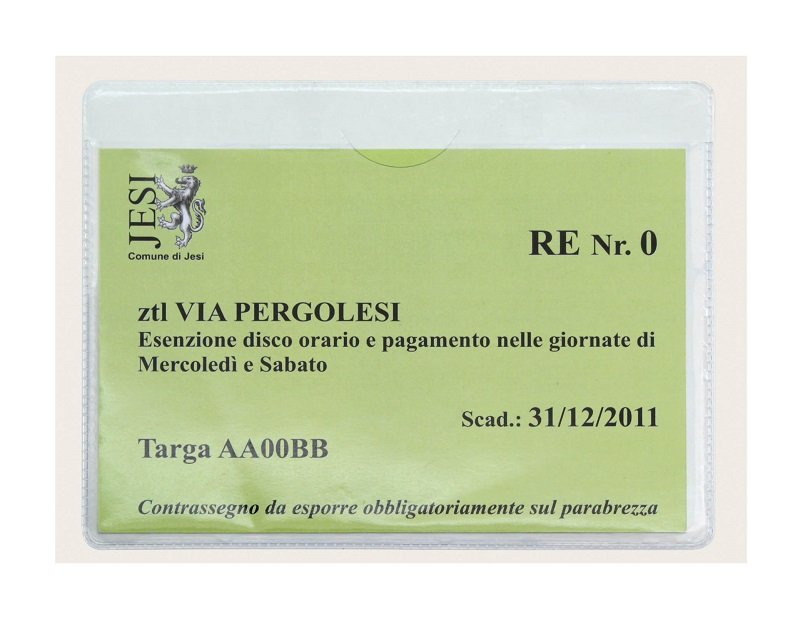 JESI
Comune di Jesi
RE Nr. 0
ztl VIA PERGOLESI
Esenzione disco orario e pagamento nelle giornate di
Mercoledì e Sabato
Scad.: 31/12/2011
Targa AA00BB
Contrassegno da esporre obbligatoriamente sul parabrezza